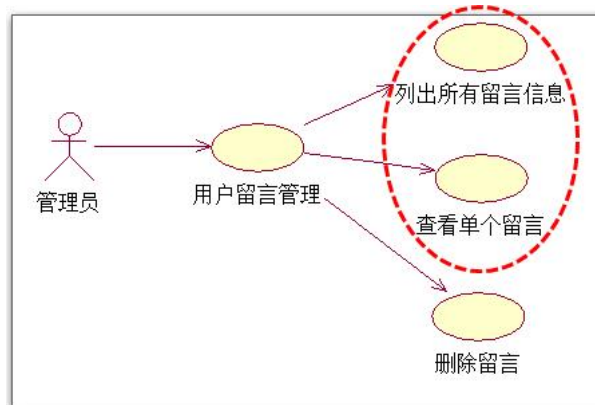 列出所有留言信息
管理员
用户留言管理
查看单个留言
删除留言